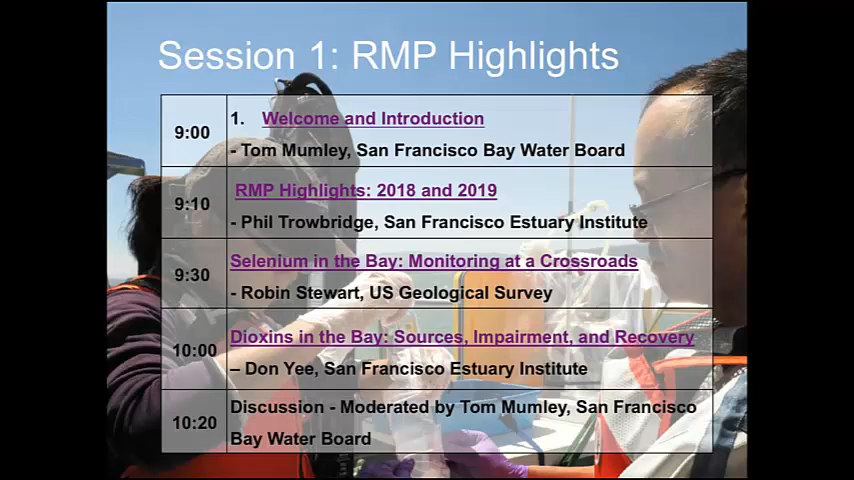 Session 1: RMP Highlights
9:00
1. Welcome and Introduction
- Tom Mumley, San Francisco Bay Water Board
9:10
RMP Highlights: 2018 and 2019
- Phil Trowbridge, San Francisco Estuary Institute
9:30
Selenium in the Bay: Monitoring at a Crossroads
- Robin Stewart, US Geological Survey
10:00
Dioxins in the Bay: Sources, Impairment, and Recovery
– Don Yee, San Francisco Estuary Institute
10:20
Discussion - Moderated by Tom Mumley, San Francisco
Bay Water Board